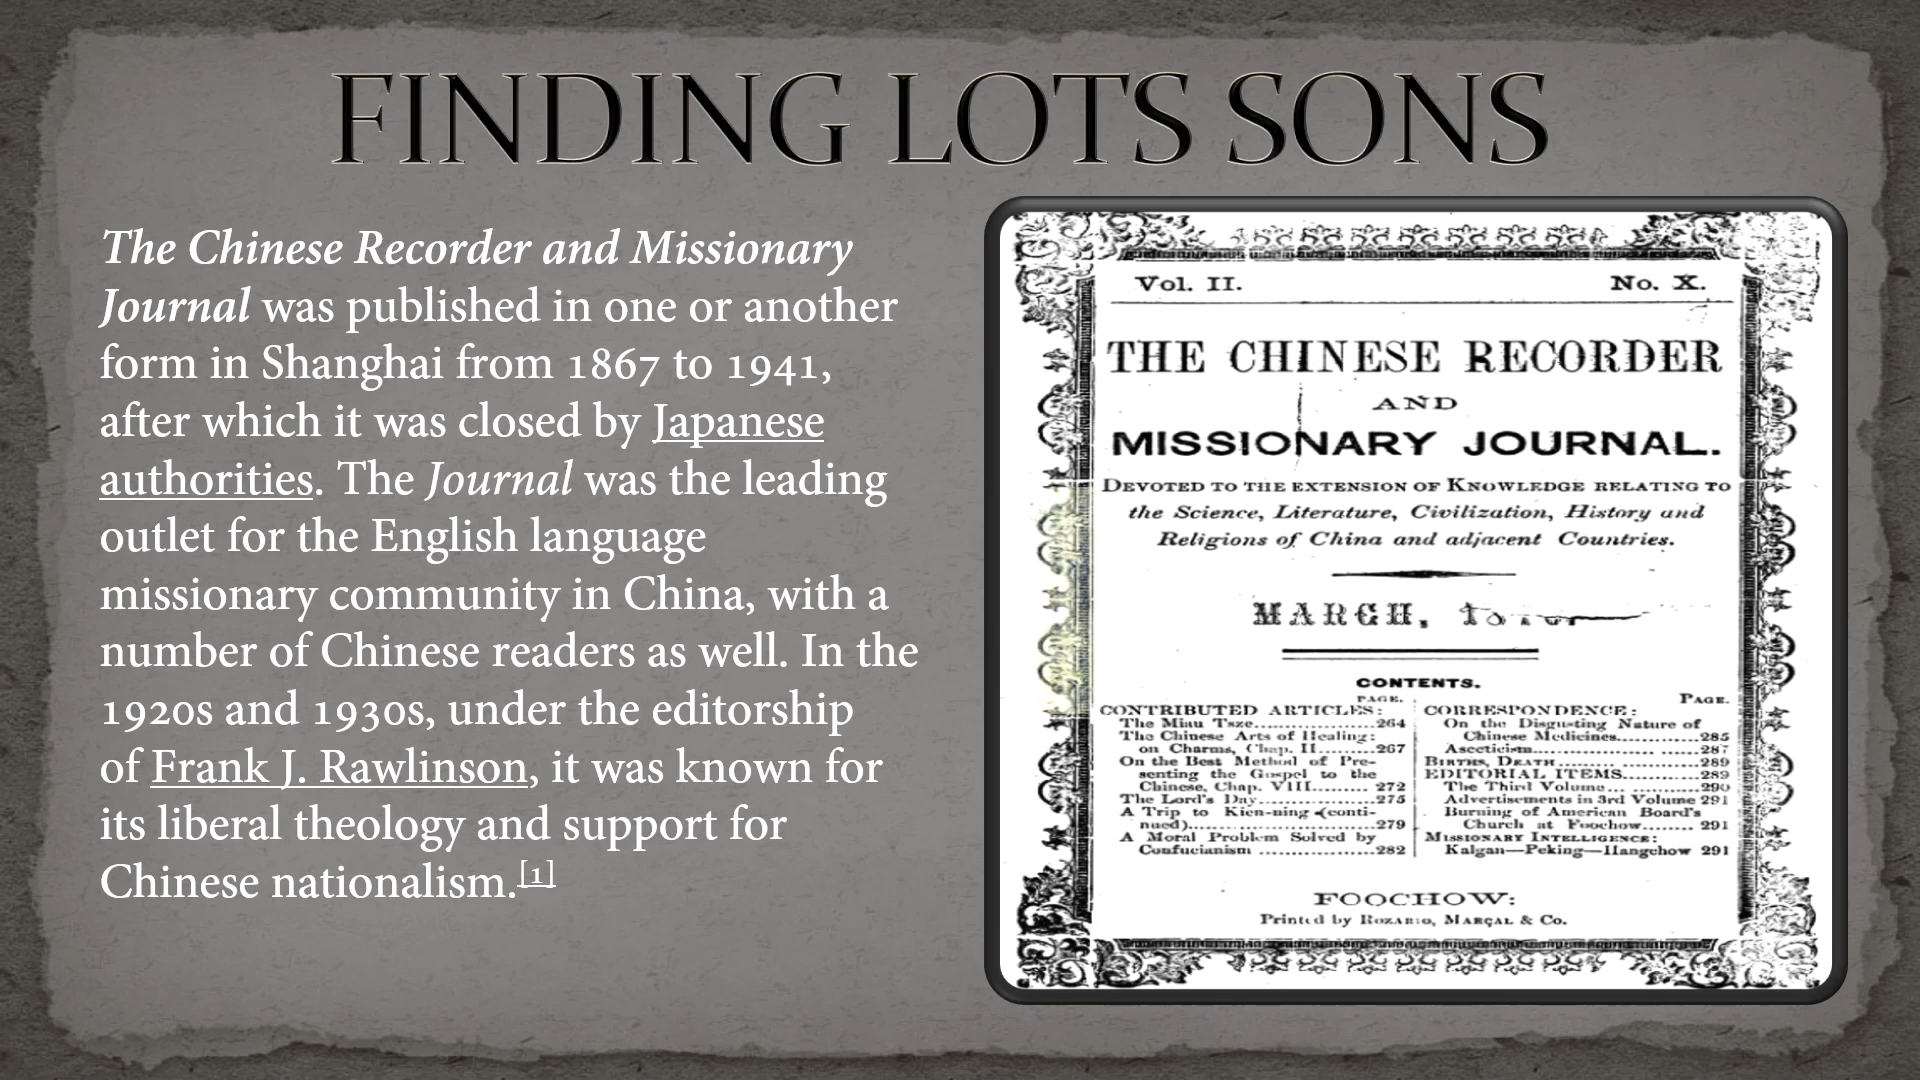 FINDING LOTS SONS
The Chinese Recorder and Missionary
Journal was published in one or another
form in Shanghai from 1867 to 1941,
after which it was closed by Japanese
authorities. The Journal was the leading
outlet for the English language
missionary community in China, with a
number of Chinese readers as well. In the
1920s and 1930s, under the editorship
of Frank J. Rawlinson, it was known for
its liberal theology and support for
Chinese nationalism.[1]
Vol. II.
No. X.
THE CHINESE RECORDER
AND
MISSIONARY JOURNAL.
DEVOTED TO THE EXTENSION OF KNOWLEDGE RELATING TO
the Science, Literature, Civilization, History and
Religions of China and adjacent Countries.
MARCH,
CONTENTS.
PAGE.
CONTRIBUTED ARTICLES:
The Miau Tsze..............264
The Chinese Arts of Healing:
on Charms, Chap. II.......267
On the Best Method of Pre-
senting the Gospel to the
Chinese, Chap. VIII........ 272
The Lord's Day..............275
A Trip to Kien-ning (conti-
nued)......................279
A Moral Problem Solved by
Confucianism ..............282
PAGE.
CORRESPONDENCE:
On the Disgusting Nature of
Chinese Medicines..........285
Asceticism.................287
BIRTHS, DEATH ..............289
EDITORIAL ITEMS............289
The Third Volume... .......290
Advertisements in 3rd Volume 291
Burning of American Board's
Church at Foochow........ 291
MISSIONARY INTELLIGENCE:
Kalgan—Peking—Hangchow 291
FOOCHOW:
Printed by ROZARIO, MARÇAL & Co.